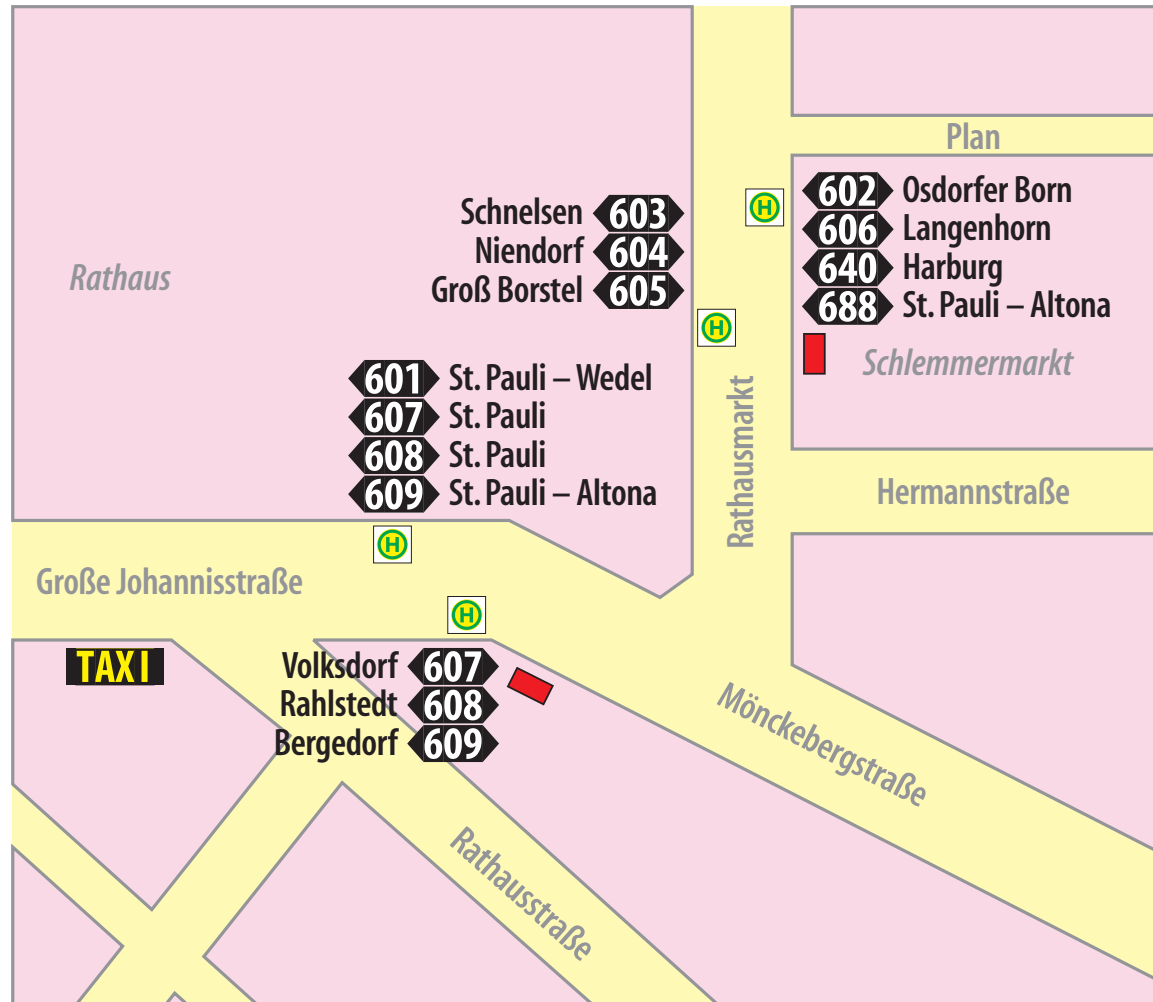 Plan
602 Osdorfer Born
606 Langenhorn
640 Harburg
688 St. Pauli – Altona
H
Schnelsen 603
Niendorf 604
Groß Borstel 605
H
Rathaus
Schlemmermarkt
601 St. Pauli – Wedel
607 St. Pauli
608 St. Pauli
609 St. Pauli – Altona
H
Rathausmarkt
Hermannstraße
Große Johannisstraße
H
TAXI
Volksdorf 607
Rahlstedt 608
Bergedorf 609
Mönckebergstraße
Rathausstraße